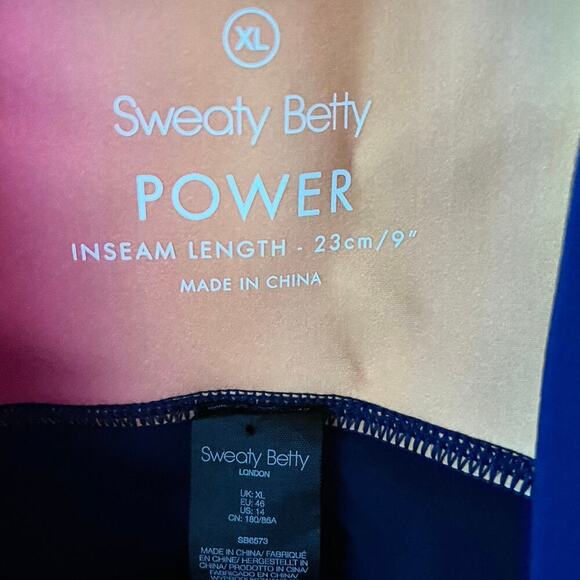 XL
Sweaty Betty
POWER
INSEAM LENGTH - 23cm/9"
MADE IN CHINA
Sweaty Betty
LONDON
UK: XL
EU: 46
US: 14
CN: 180/86A
SB6573
MADE IN CHINA/ FABRIQUÉ
EN CHINE/ HERGESTELLT IN
CHINA/ PRODOTTO IN CINA/
FABRICADO EN CHINA/